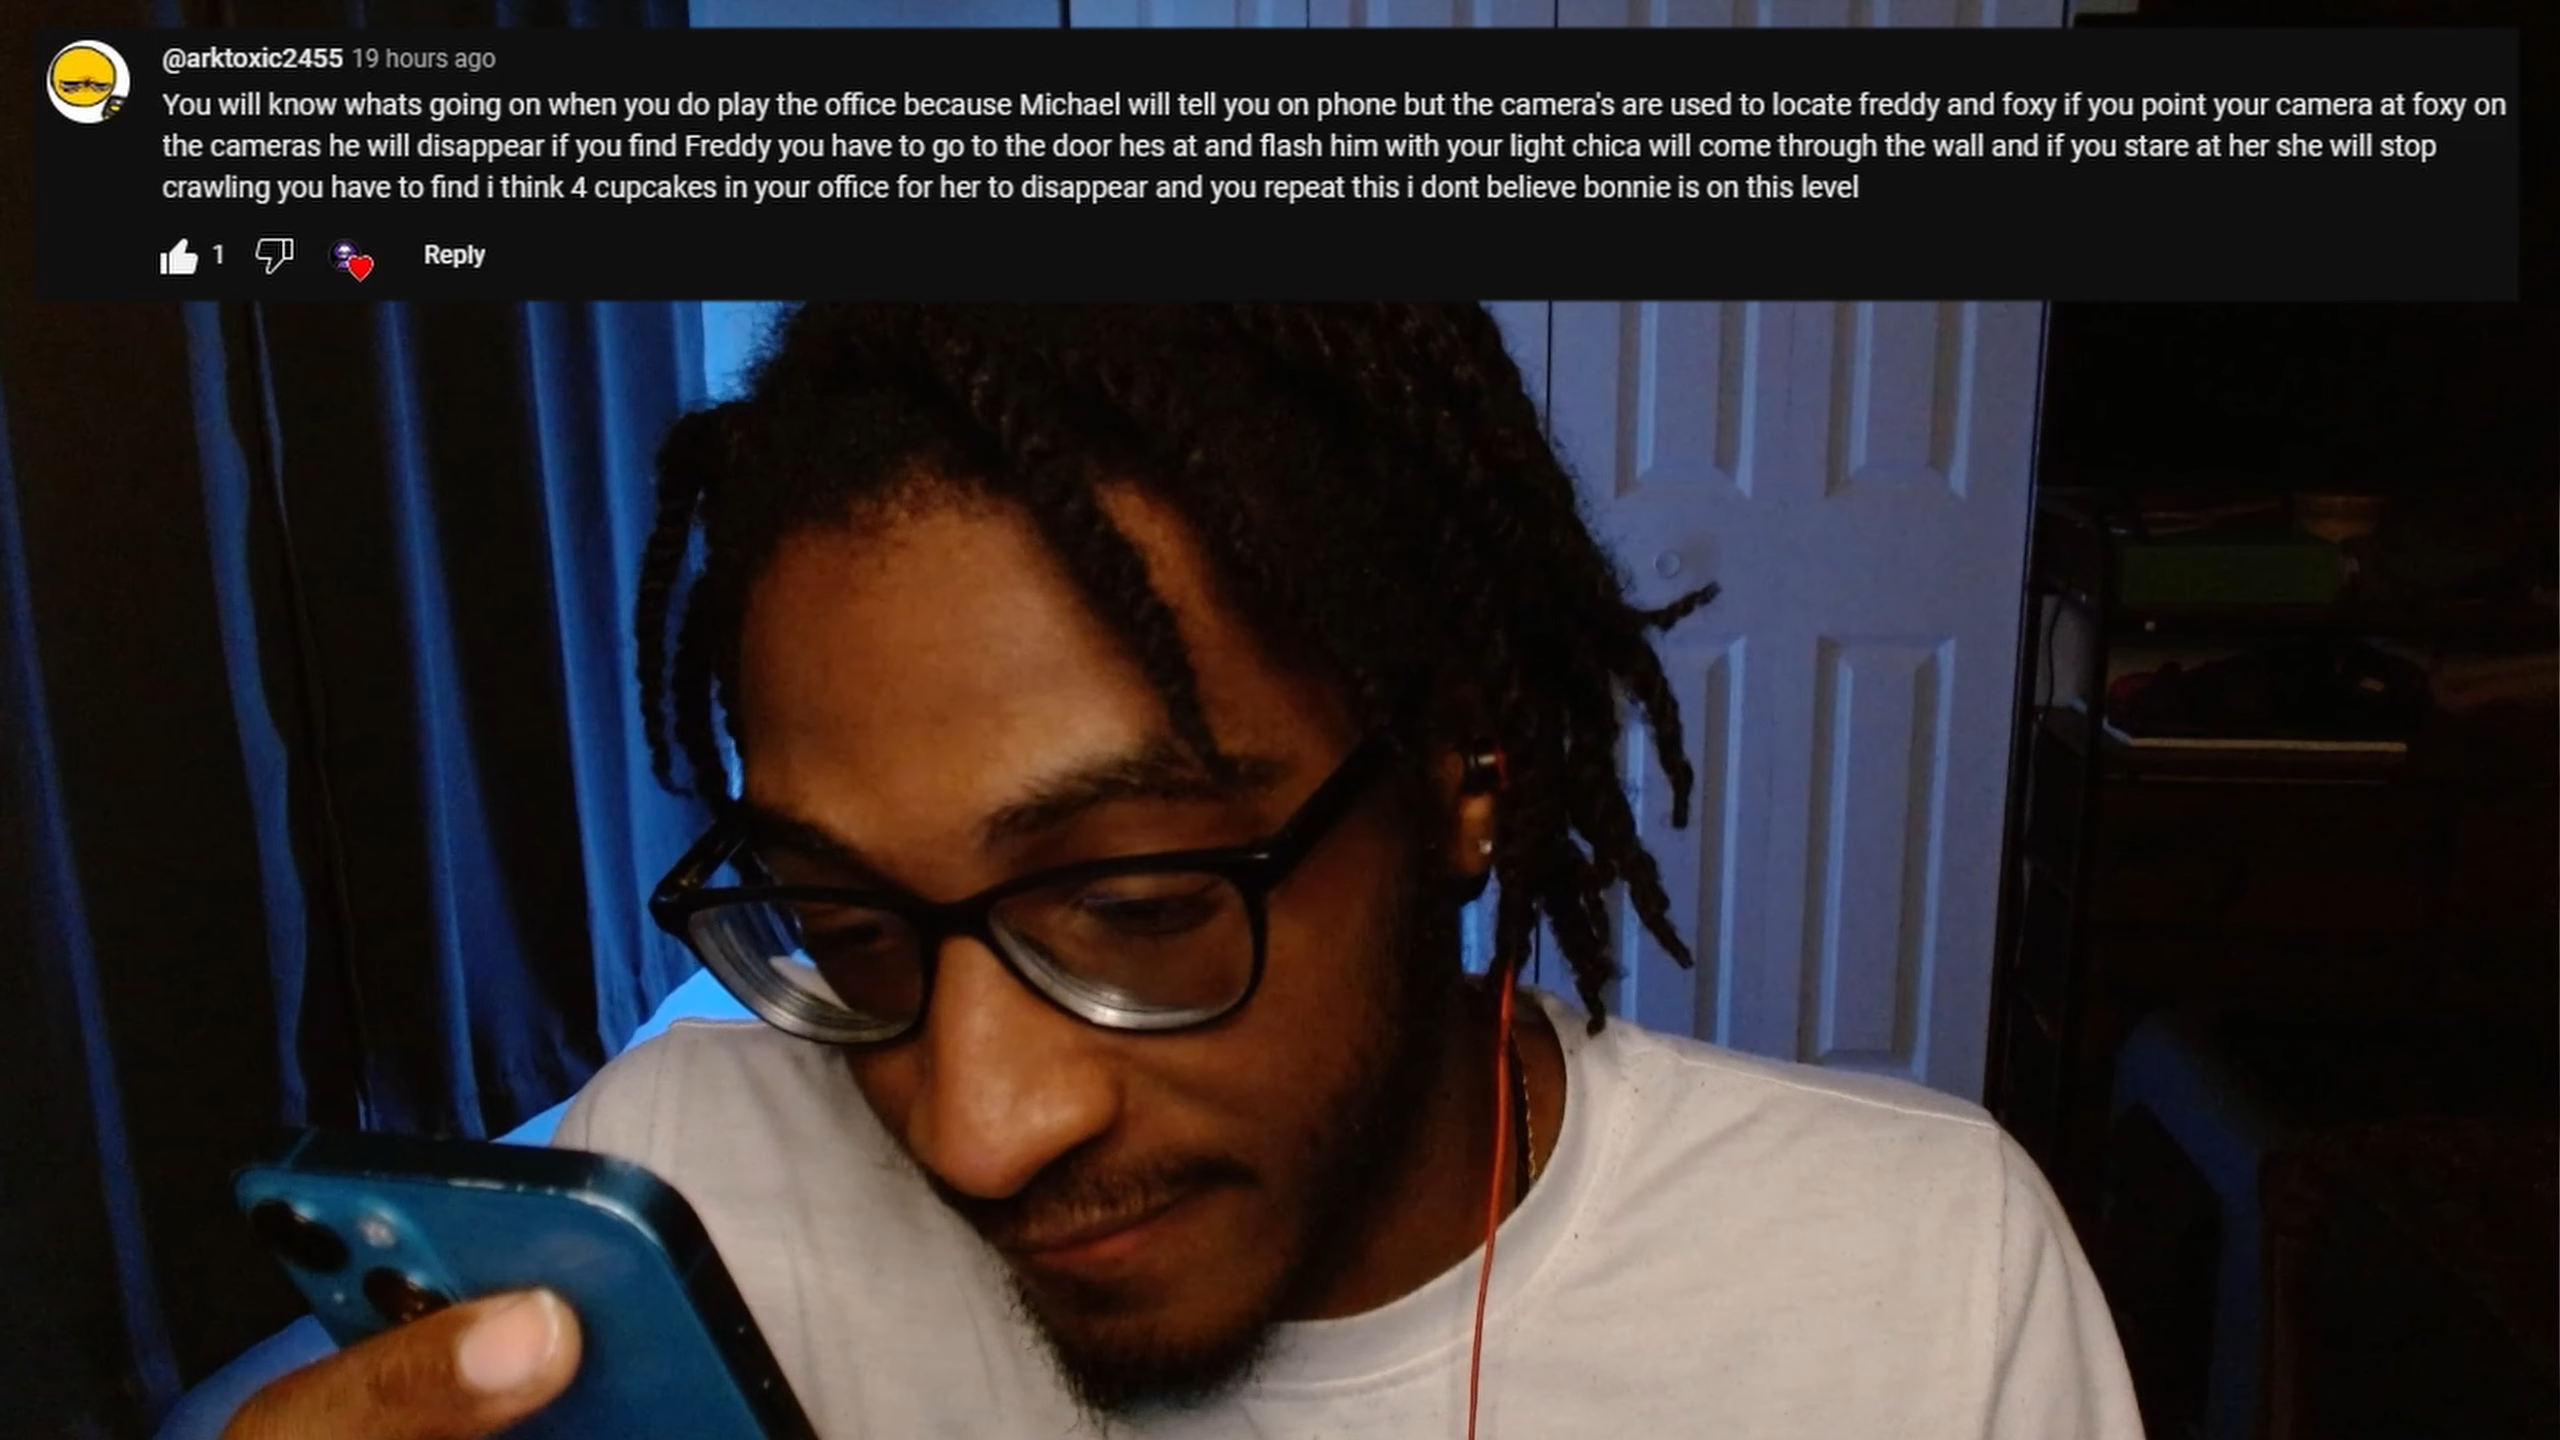 @arktoxic2455 19 hours ago
You will know whats going on when you do play the office because Michael will tell you on phone but the camera's are used to locate freddy and foxy if you point your camera at foxy on
the cameras he will disappear if you find Freddy you have to go to the door hes at and flash him with your light chica will come through the wall and if you stare at her she will stop
crawling you have to find i think 4 cupcakes in your office for her to disappear and you repeat this i dont believe bonnie is on this level
1 Reply